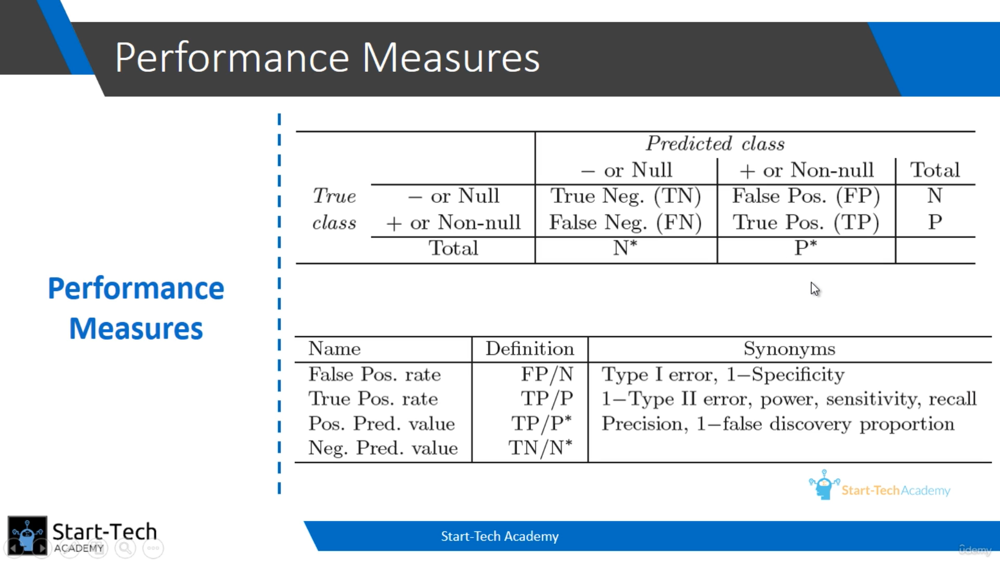 Performance Measures
Performance
Measures
Predicted class
− or Null + or Non-null Total
True − or Null True Neg. (TN) False Pos. (FP) N
class + or Non-null False Neg. (FN) True Pos. (TP) P
Total N* P*
Name Definition Synonyms
False Pos. rate FP/N Type I error, 1−Specificity
True Pos. rate TP/P 1−Type II error, power, sensitivity, recall
Pos. Pred. value TP/P* Precision, 1−false discovery proportion
Neg. Pred. value TN/N*
Start-Tech Academy
Start-Tech
ACADEMY
Start-Tech Academy
ûdemy